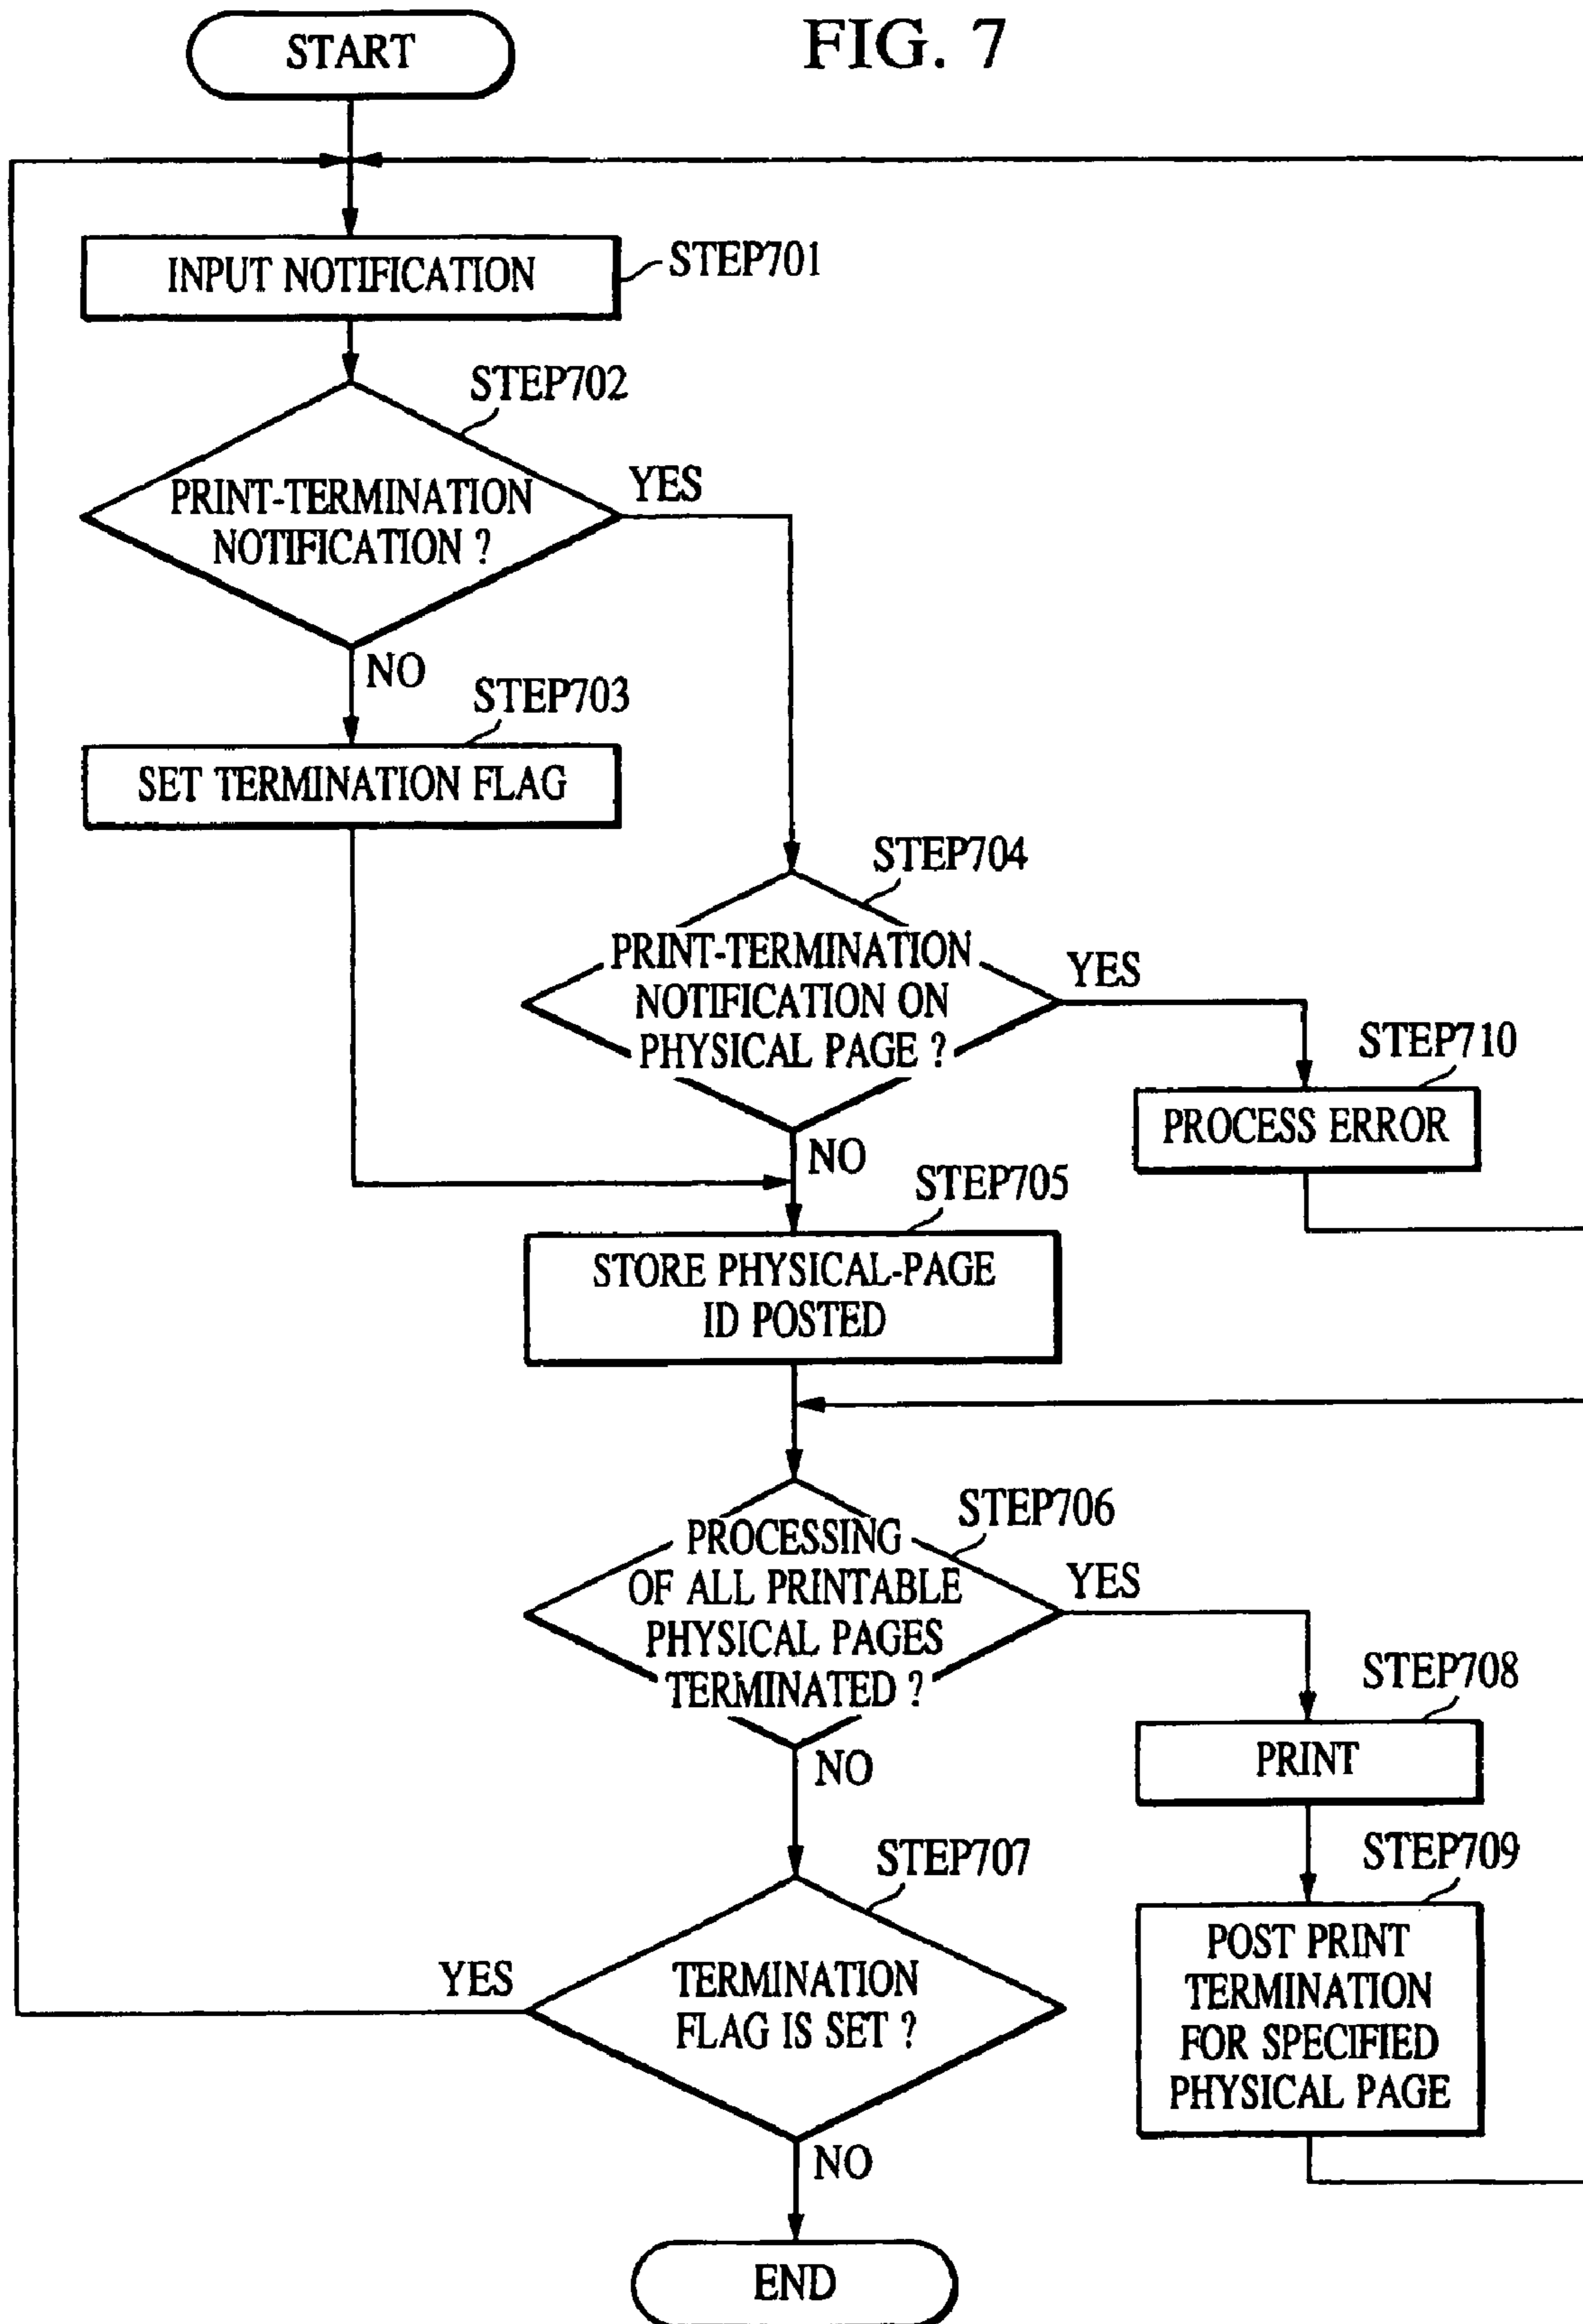 FIG. 7
START
INPUT NOTIFICATION
STEP701
STEP702
PRINT-TERMINATION
NOTIFICATION ?
YES
NO
STEP703
SET TERMINATION FLAG
STEP704
PRINT-TERMINATION
NOTIFICATION ON
PHYSICAL PAGE ?
YES
STEP710
PROCESS ERROR
NO
STEP705
STORE PHYSICAL-PAGE
ID POSTED
STEP706
PROCESSING
OF ALL PRINTABLE
PHYSICAL PAGES
TERMINATED ?
YES
STEP708
PRINT
NO
STEP709
POST PRINT
TERMINATION
FOR SPECIFIED
PHYSICAL PAGE
STEP707
TERMINATION
FLAG IS SET ?
YES
NO
END